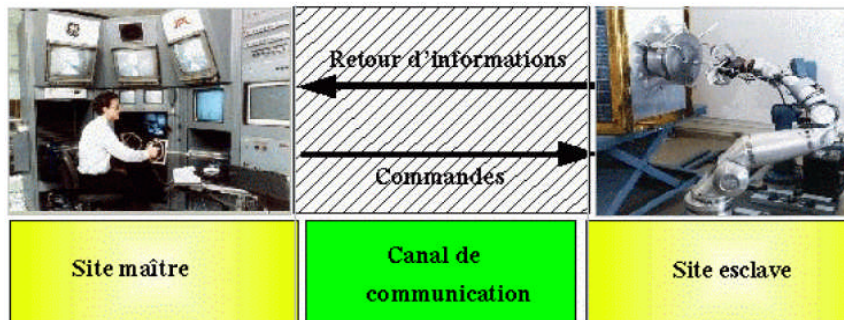 Retour d'informations
Commandes
Site maître
Canal de
communication
Site esclave